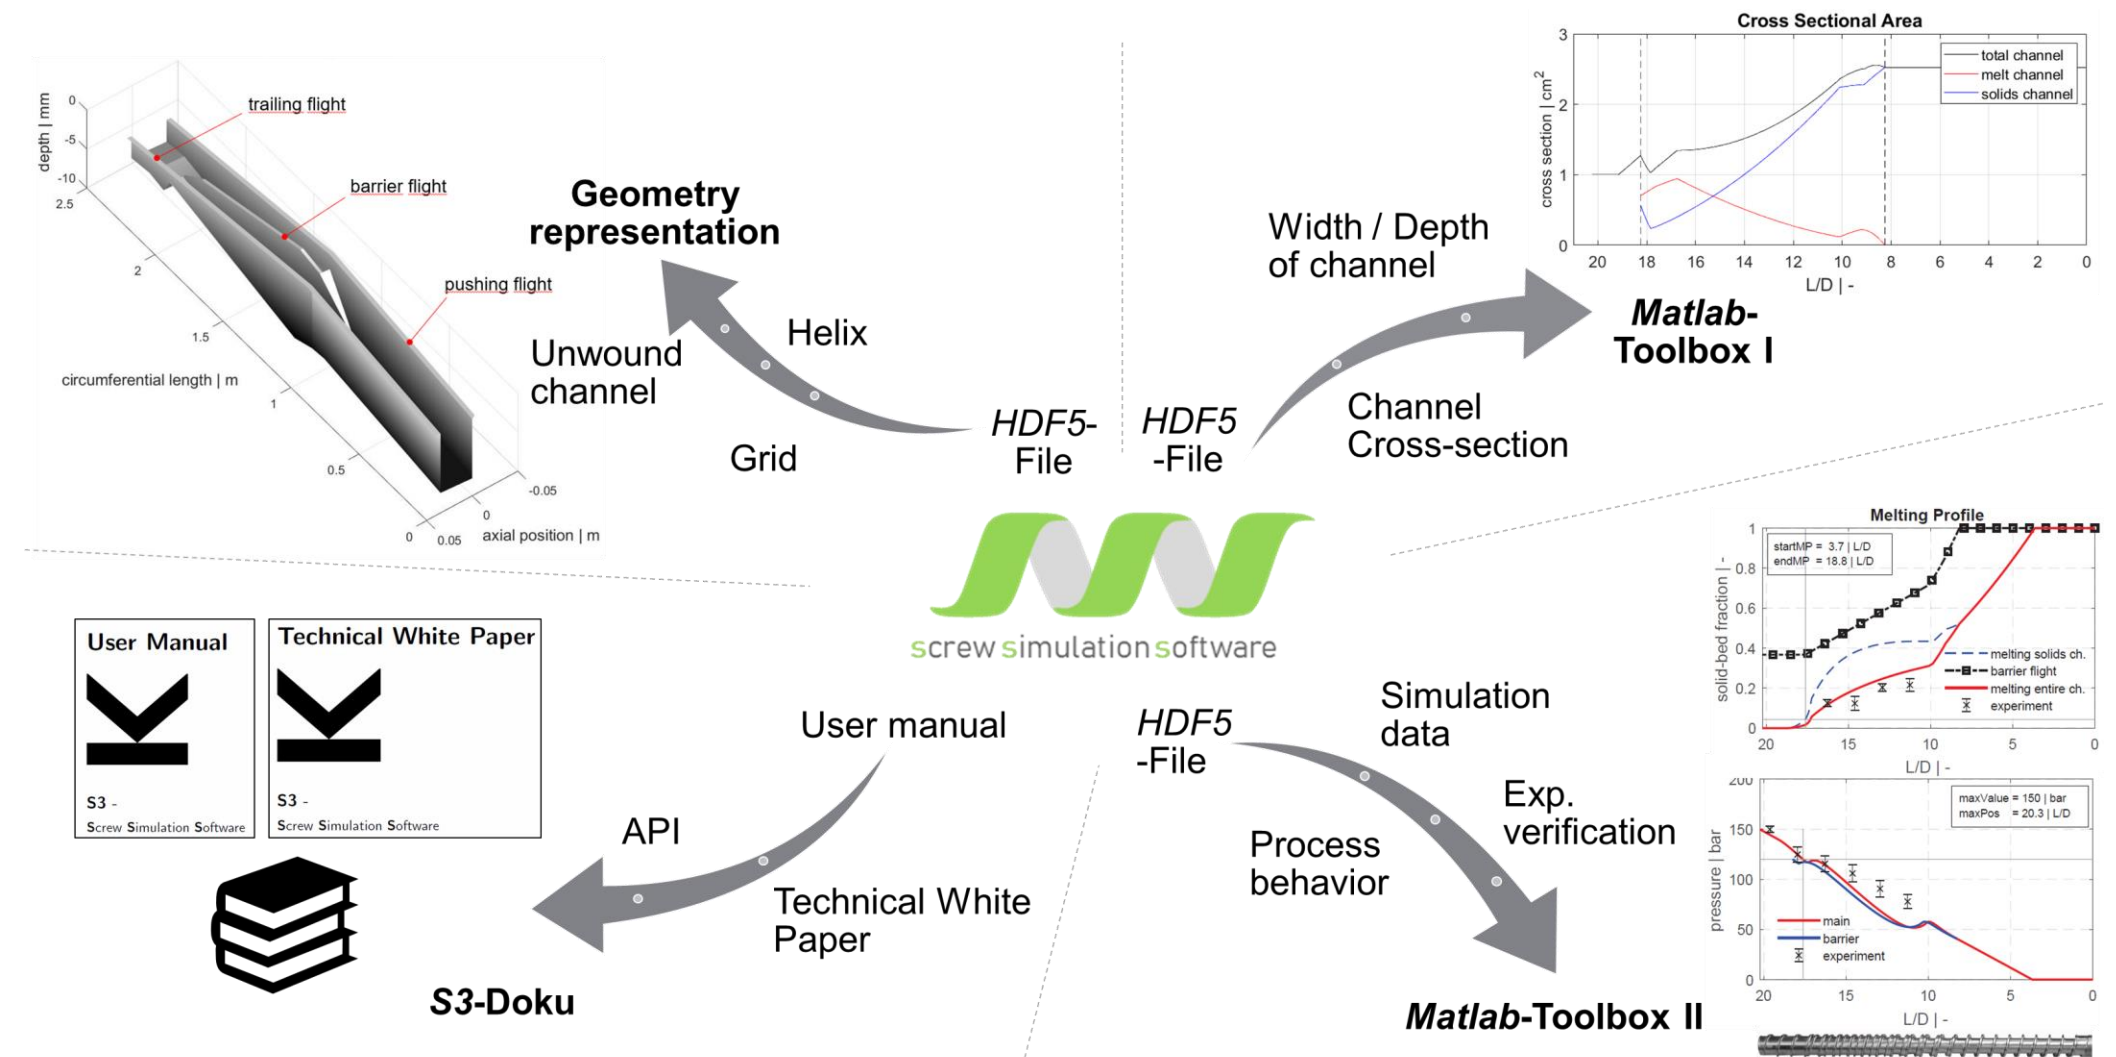 trailing flight
barrier flight
pushing flight
depth | mm
0
-5
-10
2.5
2
1.5
1
0.5
0
circumferential length | m
0.05
0
-0.05
axial position | m
Geometry
representation
Helix
Unwound
channel
Grid
HDF5-
File
HDF5
-File
Width / Depth
of channel
Channel
Cross-section
Cross Sectional Area
total channel
melt channel
solids channel
cross section | cm2
3
2
1
0
20 18 16 14 12 10 8 6 4 2 0
L/D | -
Matlab-
Toolbox I
screw simulation software
User Manual
S3 -
Screw Simulation Software
Technical White Paper
S3 -
Screw Simulation Software
User manual
API
Technical White
Paper
S3-Doku
HDF5
-File
Simulation
data
Exp.
verification
Process
behavior
Matlab-Toolbox II
Melting Profile
startMP = 3.7 | L/D
endMP = 18.8 | L/D
solid-bed fraction | -
1
0.8
0.6
0.4
0.2
0
melting solids ch.
barrier flight
melting entire ch.
experiment
20 15 10 5 0
L/D | -
200
150
100
50
0
pressure | bar
maxValue = 150 | bar
maxPos = 20.3 | L/D
main
barrier
experiment
20 15 10 5 0
L/D | -